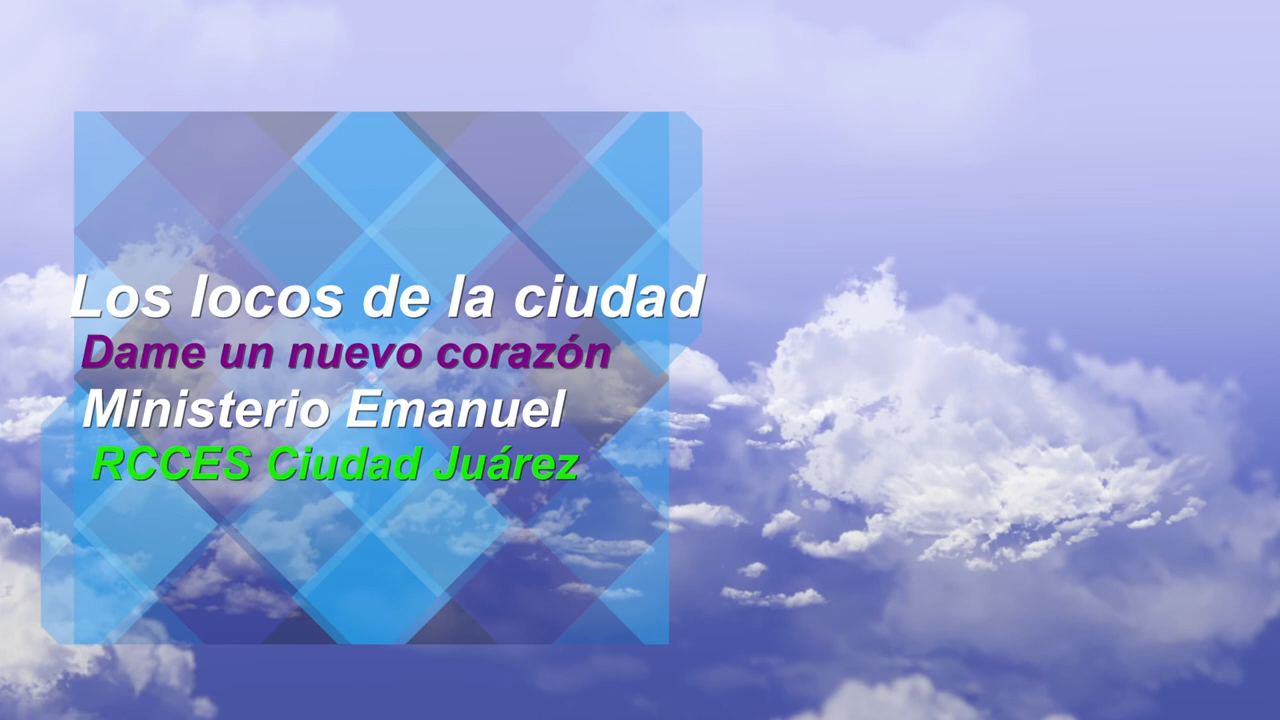 Los locos de la ciudad
Dame un nuevo corazón
Ministerio Emanuel
RCCES Ciudad Juárez